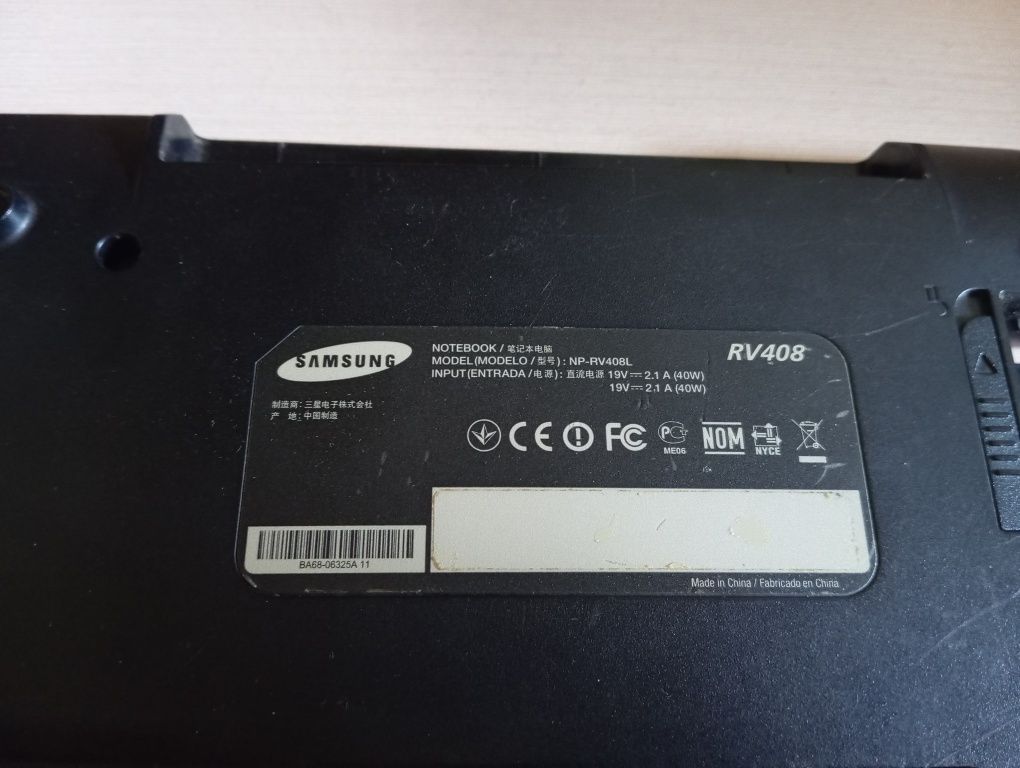 SAMSUNG
NOTEBOOK / 笔记本电脑
MODEL(MODELO / 型号) : NP-RV408L
INPUT(ENTRADA / 电源) : 直流电源 19V⎓ 2.1 A (40W)
19V⎓ 2.1 A (40W)
RV408
制造商: 三星电子株式会社
产 地: 中国制造
CE
FC
PC
ME06
NOM
NYCE
BA68-06325A 11
Made in China / Fabricado en China